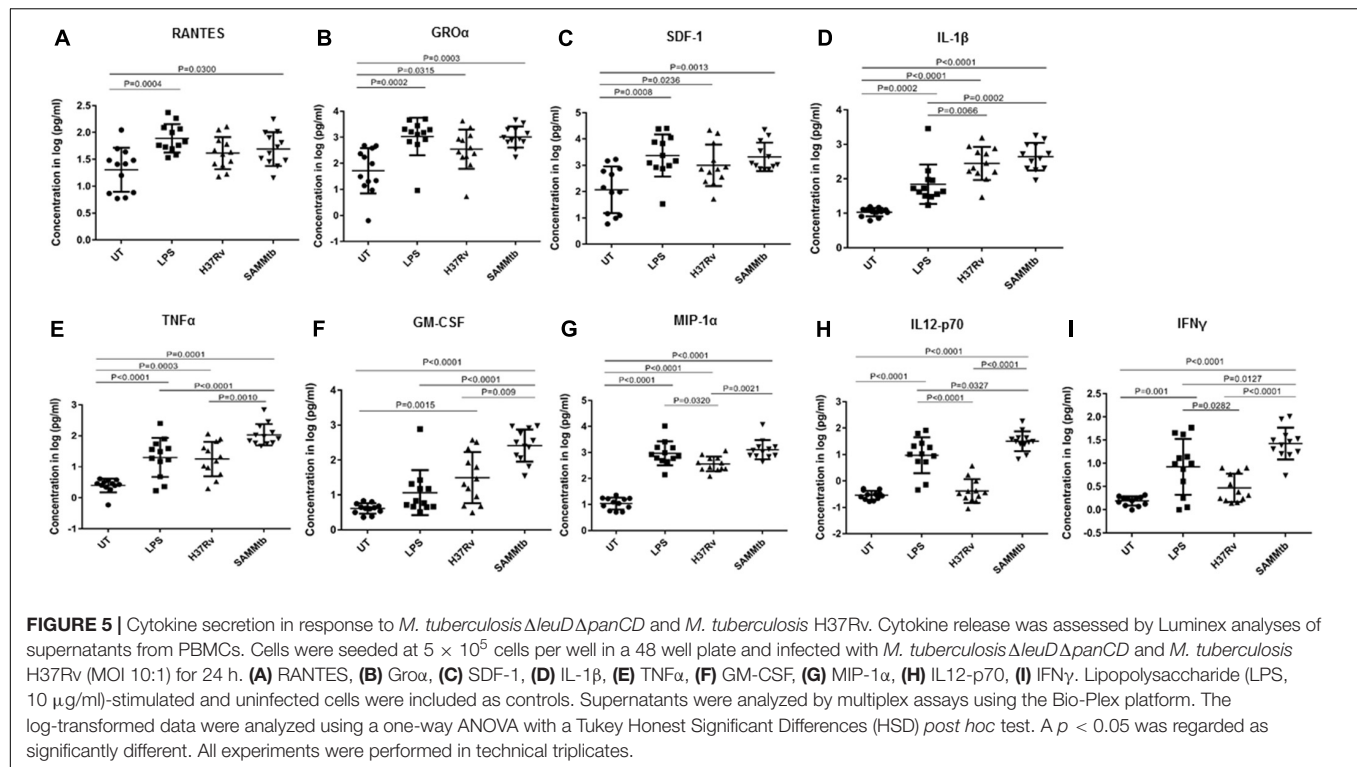 A
RANTES
P=0.0300
P=0.0004
Concentration in log (pg/ml)
2.5
2.0
1.5
1.0
0.5
0.0
UT
LPS
H37Rv
SAMMtb
B
GROα
P=0.0003
P=0.0315
P=0.0002
Concentration in log (pg/ml)
4
3
2
1
0
-1
UT
LPS
H37Rv
SAMMtb
C
SDF-1
P=0.0013
P=0.0236
P=0.0008
Concentration in log (pg/ml)
5
4
3
2
1
0
UT
LPS
H37Rv
SAMMtb
D
IL-1β
P<0.0001
P<0.0001
P=0.0002
P=0.0002
P=0.0066
Concentration in log (pg/ml)
4
3
2
1
0
UT
LPS
H37Rv
SAMMtb
E
TNFα
P=0.0001
P=0.0003
P<0.0001
P<0.0001
P=0.0010
Concentration in log (pg/ml)
3
2
1
0
-1
UT
LPS
H37Rv
SAMMtb
F
GM-CSF
P<0.0001
P<0.0001
P=0.009
P=0.0015
Concentration in log (pg/ml)
4
3
2
1
0
UT
LPS
H37Rv
SAMMtb
G
MIP-1α
P<0.0001
P<0.0001
P<0.0001
P=0.0021
P=0.0320
Concentration in log (pg/ml)
5
4
3
2
1
0
UT
LPS
H37Rv
SAMMtb
H
IL12-p70
P<0.0001
P<0.0001
P<0.0001
P=0.0327
P<0.0001
Concentration in log (pg/ml)
3
2
1
0
-1
-2
UT
LPS
H37Rv
SAMMtb
I
IFNγ
P<0.0001
P=0.0127
P=0.001
P<0.0001
P=0.0282
Concentration in log (pg/ml)
2.5
2.0
1.5
1.0
0.5
0.0
-0.5
UT
LPS
H37Rv
SAMMtb
FIGURE 5 | Cytokine secretion in response to M. tuberculosisΔleuDΔpanCD and M. tuberculosis H37Rv. Cytokine release was assessed by Luminex analyses of
supernatants from PBMCs. Cells were seeded at 5 × 10⁵ cells per well in a 48 well plate and infected with M. tuberculosisΔleuDΔpanCD and M. tuberculosis
H37Rv (MOI 10:1) for 24 h. (A) RANTES, (B) Groα, (C) SDF-1, (D) IL-1β, (E) TNFα, (F) GM-CSF, (G) MIP-1α, (H) IL12-p70, (I) IFNγ. Lipopolysaccharide (LPS,
10 μg/ml)-stimulated and uninfected cells were included as controls. Supernatants were analyzed by multiplex assays using the Bio-Plex platform. The
log-transformed data were analyzed using a one-way ANOVA with a Tukey Honest Significant Differences (HSD) post hoc test. A p < 0.05 was regarded as
significantly different. All experiments were performed in technical triplicates.